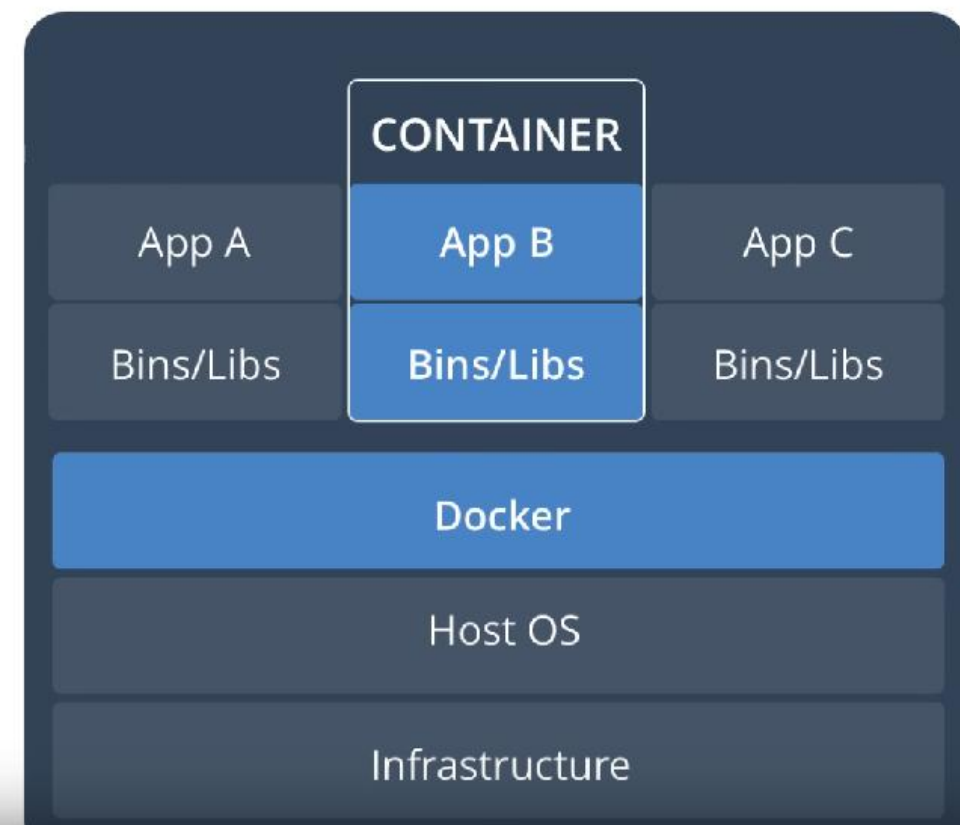 CONTAINER
App A App B App C
Bins/Libs Bins/Libs Bins/Libs
Docker
Host OS
Infrastructure